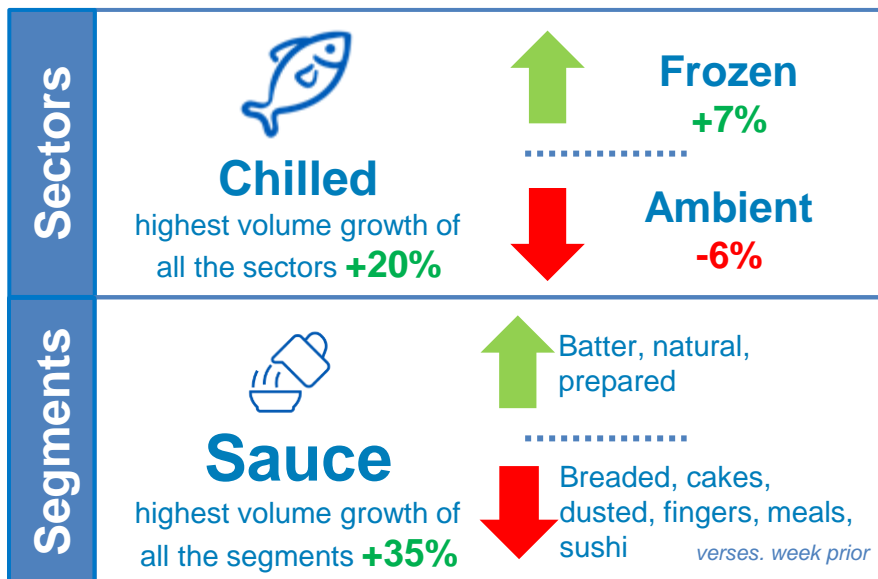 Sectors
Chilled
highest volume growth of
all the sectors +20%
Frozen
+7%
Ambient
-6%
Segments
Sauce
highest volume growth of
all the segments +35%
Batter, natural,
prepared
Breaded, cakes,
dusted, fingers, meals,
sushi
verses. week prior